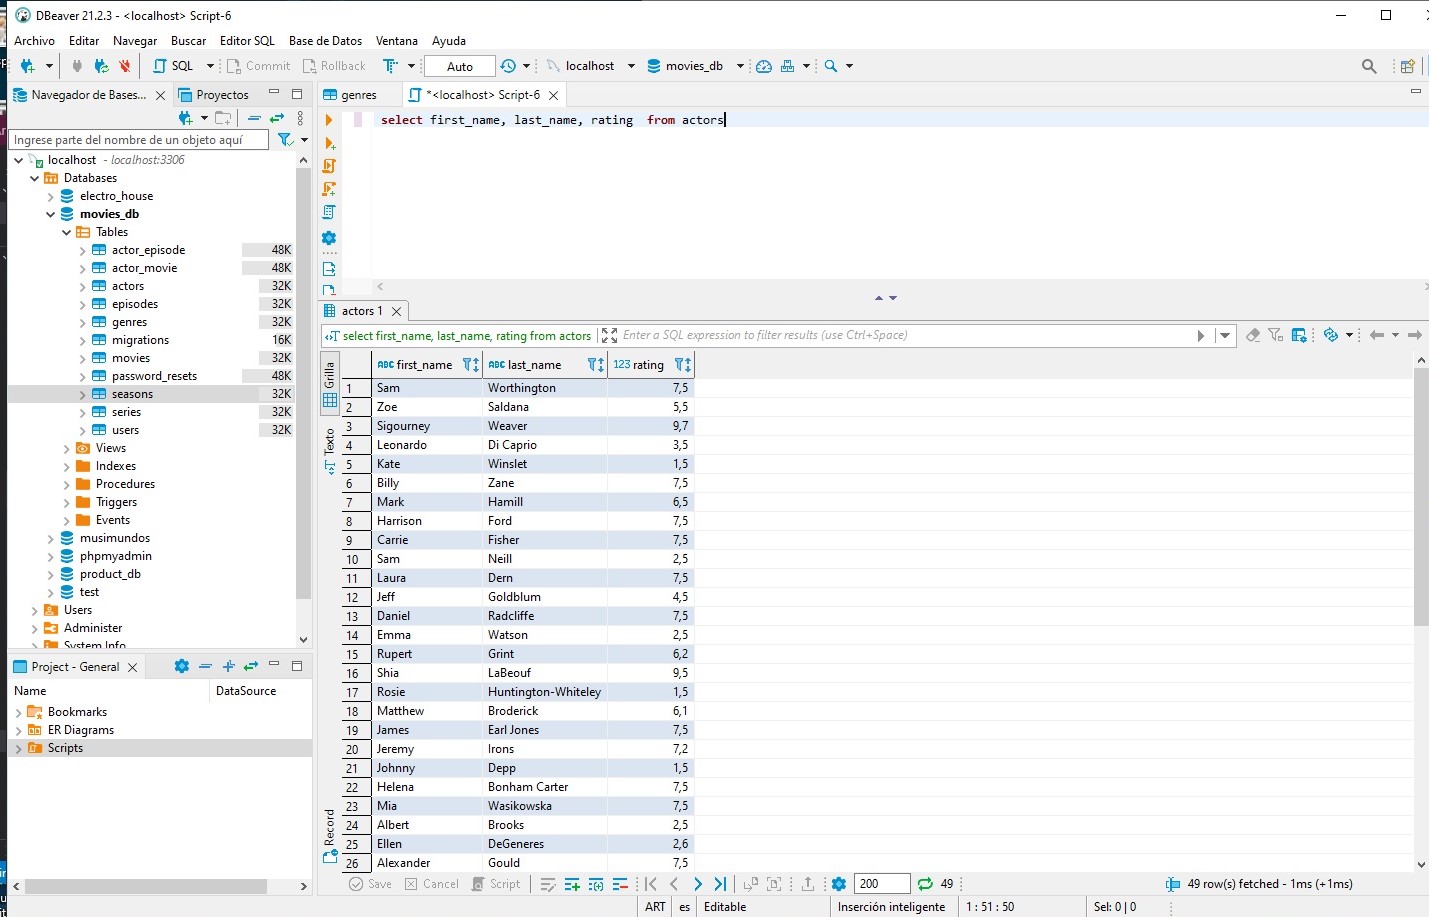 DBeaver 21.2.3 - <localhost> Script-6
Archivo Editar Navegar Buscar Editor SQL Base de Datos Ventana Ayuda
SQL Commit Rollback Auto localhost movies_db
Navegador de Bases... Proyectos
genres *<localhost> Script-6
select first_name, last_name, rating  from actors
Ingrese parte del nombre de un objeto aquí
localhost - localhost:3306
Databases
electro_house
movies_db
Tables
actor_episode 48K
actor_movie 48K
actors 32K
episodes 32K
genres 32K
migrations 16K
movies 32K
password_resets 48K
seasons 32K
series 32K
users 32K
Views
Indexes
Procedures
Triggers
Events
musimundos
phpmyadmin
product_db
test
Users
Administer
System Info
Project - General
Name DataSource
Bookmarks
ER Diagrams
Scripts
actors 1
select first_name, last_name, rating from actors Enter a SQL expression to filter results (use Ctrl+Space)
Grilla
Texto
Record
ABC first_name ABC last_name 123 rating
1 Sam Worthington 7,5
2 Zoe Saldana 5,5
3 Sigourney Weaver 9,7
4 Leonardo Di Caprio 3,5
5 Kate Winslet 1,5
6 Billy Zane 7,5
7 Mark Hamill 6,5
8 Harrison Ford 7,5
9 Carrie Fisher 7,5
10 Sam Neill 2,5
11 Laura Dern 7,5
12 Jeff Goldblum 4,5
13 Daniel Radcliffe 7,5
14 Emma Watson 2,5
15 Rupert Grint 6,2
16 Shia LaBeouf 9,5
17 Rosie Huntington-Whiteley 1,5
18 Matthew Broderick 6,1
19 James Earl Jones 7,5
20 Jeremy Irons 7,2
21 Johnny Depp 1,5
22 Helena Bonham Carter 7,5
23 Mia Wasikowska 7,5
24 Albert Brooks 2,5
25 Ellen DeGeneres 2,6
26 Alexander Gould 7,5
Save Cancel Script 200 49 49 row(s) fetched - 1ms (+1ms)
ART es Editable Inserción inteligente 1 : 51 : 50 Sel: 0 | 0